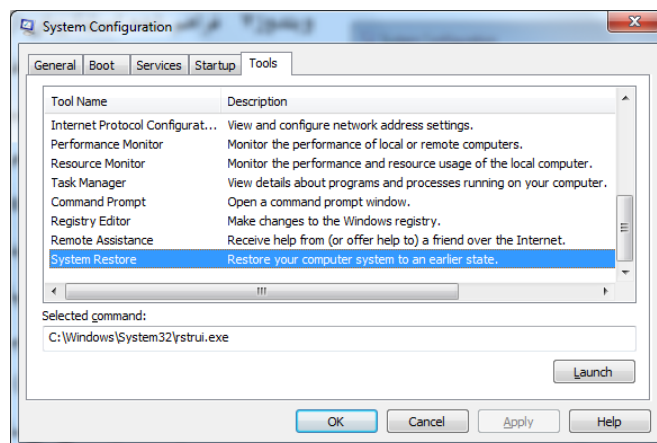 System Configuration
General Boot Services Startup Tools
Tool Name Description
Internet Protocol Configurat... View and configure network address settings.
Performance Monitor Monitor the performance of local or remote computers.
Resource Monitor Monitor the performance and resource usage of the local computer.
Task Manager View details about programs and processes running on your computer.
Command Prompt Open a command prompt window.
Registry Editor Make changes to the Windows registry.
Remote Assistance Receive help from (or offer help to) a friend over the Internet.
System Restore Restore your computer system to an earlier state.
Selected command:
C:\Windows\System32\rstrui.exe
Launch
OK Cancel Apply Help